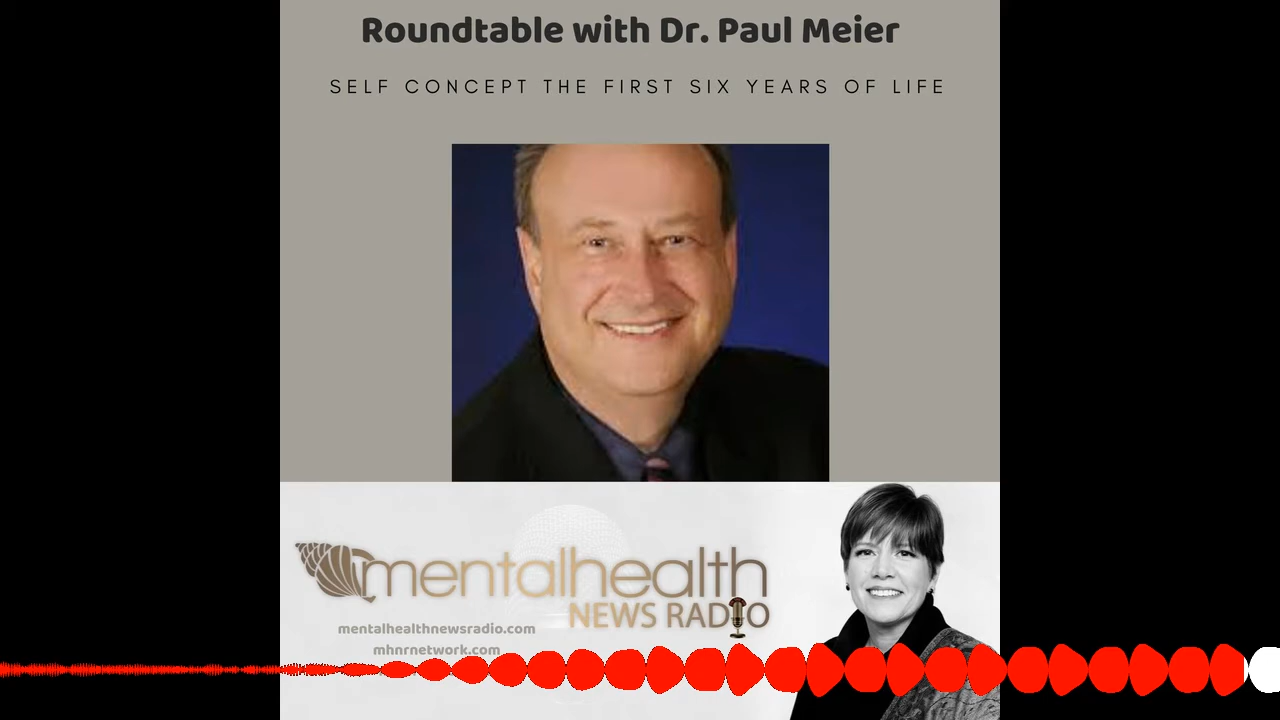 Roundtable with Dr. Paul Meier
SELF CONCEPT THE FIRST SIX YEARS OF LIFE
mentalhealth
NEWS RADIO
mentalhealthnewsradio.com
mhnrnetwork.com